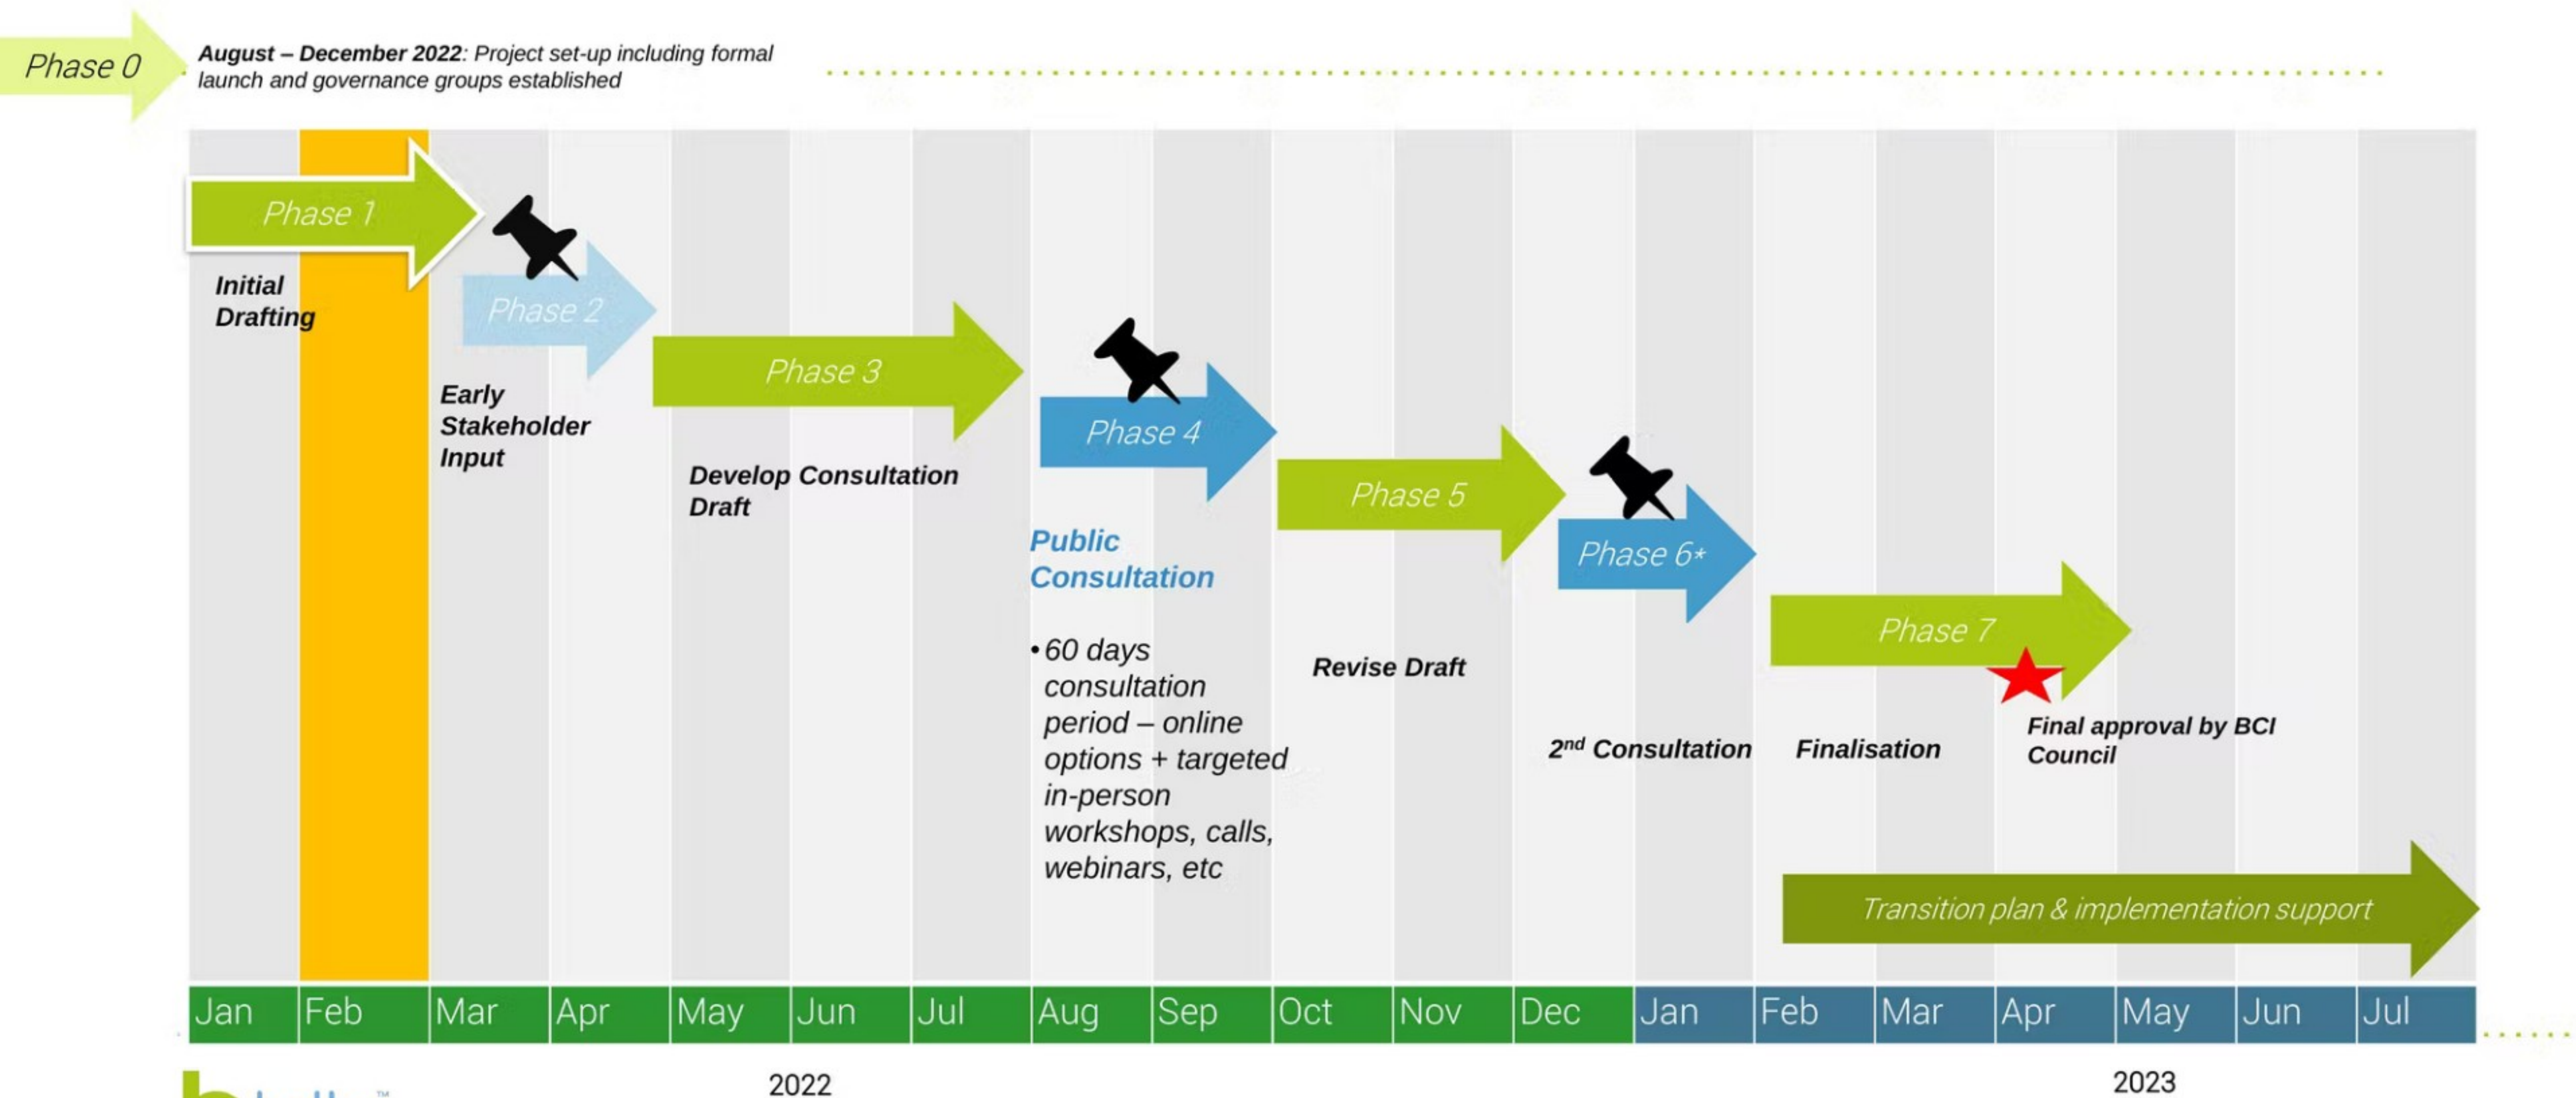 Phase 0
August – December 2022: Project set-up including formal
launch and governance groups established
Phase 1
Initial
Drafting
Phase 2
Early
Stakeholder
Input
Phase 3
Develop Consultation
Draft
Phase 4
Public
Consultation
•60 days
consultation
period – online
options + targeted
in-person
workshops, calls,
webinars, etc
Phase 5
Revise Draft
Phase 6*
2nd Consultation
Phase 7
Finalisation
Final approval by BCI
Council
Transition plan & implementation support
Jan Feb Mar Apr May Jun Jul Aug Sep Oct Nov Dec Jan Feb Mar Apr May Jun Jul
2022 2023